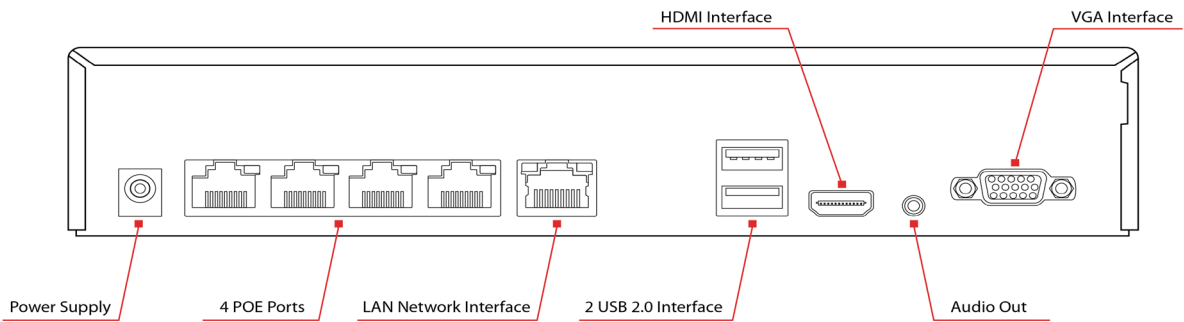 HDMI Interface
VGA Interface
Power Supply
4 POE Ports
LAN Network Interface
2 USB 2.0 Interface
Audio Out